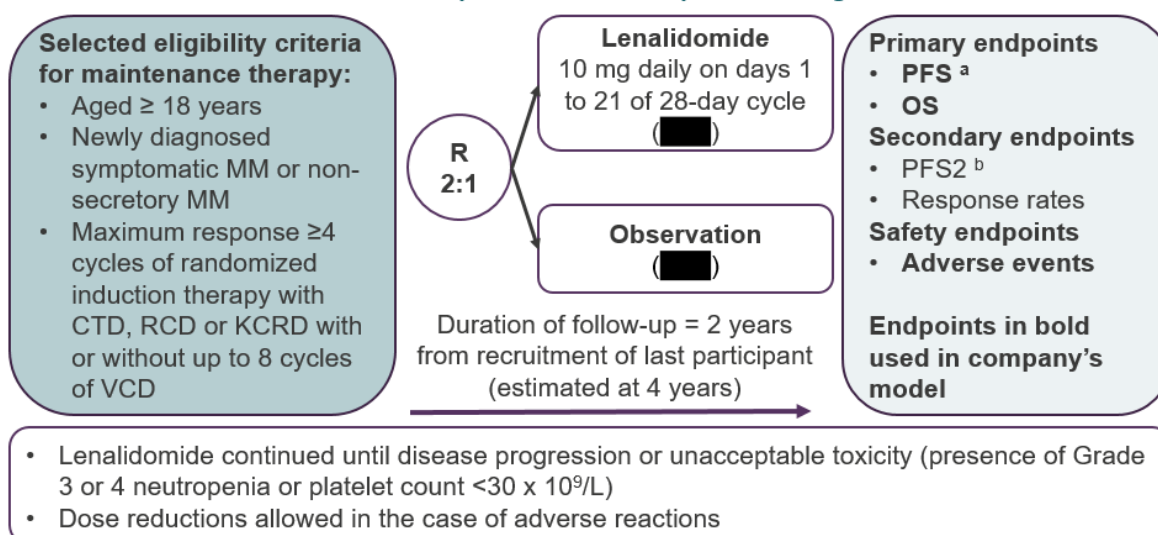 Selected eligibility criteria
for maintenance therapy:
• Aged ≥ 18 years
• Newly diagnosed
symptomatic MM or non-
secretory MM
• Maximum response ≥4
cycles of randomized
induction therapy with
CTD, RCD or KCRD with
or without up to 8 cycles
of VCD
R
2:1
Lenalidomide
10 mg daily on days 1
to 21 of 28-day cycle
( )
Observation
( )
Duration of follow-up = 2 years
from recruitment of last participant
(estimated at 4 years)
Primary endpoints
• PFS ᵃ
• OS
Secondary endpoints
• PFS2 ᵇ
• Response rates
Safety endpoints
• Adverse events
Endpoints in bold
used in company's
model
• Lenalidomide continued until disease progression or unacceptable toxicity (presence of Grade
3 or 4 neutropenia or platelet count <30 x 10⁹/L)
• Dose reductions allowed in the case of adverse reactions